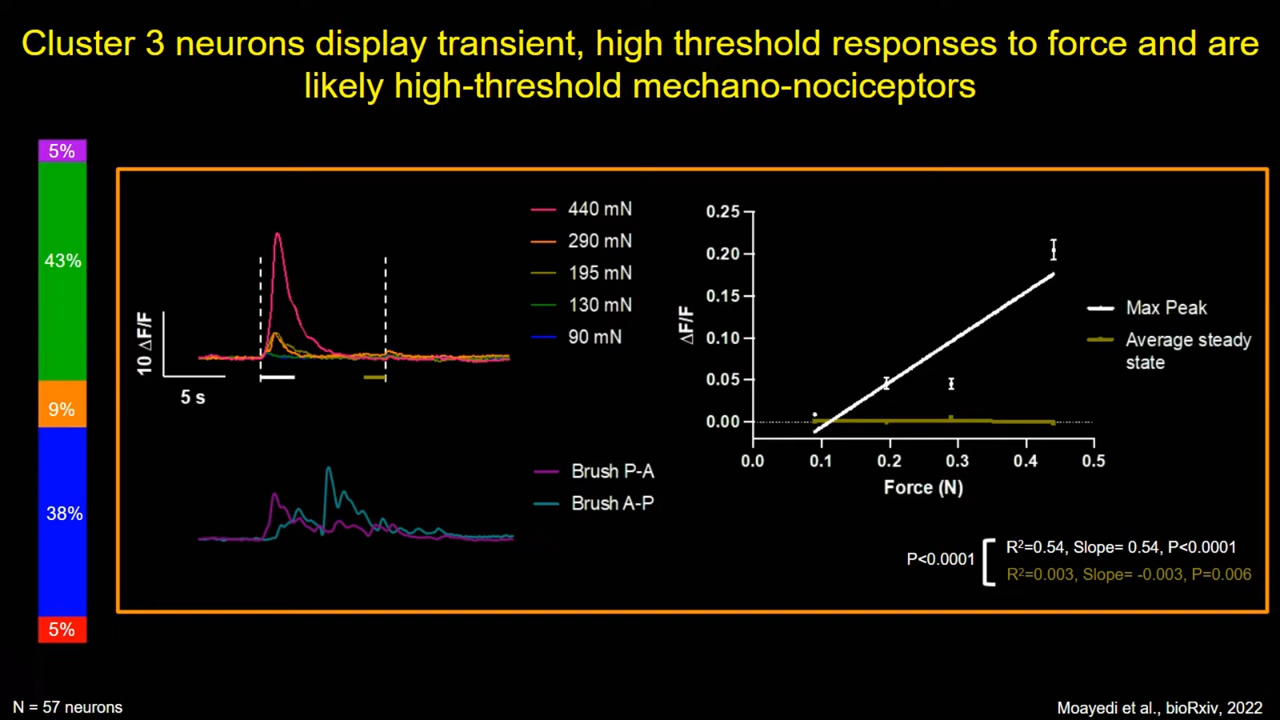 Cluster 3 neurons display transient, high threshold responses to force and are
likely high-threshold mechano-nociceptors
5%
43%
9%
38%
5%
10 ΔF/F
5 s
440 mN
290 mN
195 mN
130 mN
90 mN
Brush P-A
Brush A-P
ΔF/F
0.25
0.20
0.15
0.10
0.05
0.00
0.0 0.1 0.2 0.3 0.4 0.5
Force (N)
Max Peak
Average steady
state
P<0.0001
R²=0.54, Slope= 0.54, P<0.0001
R²=0.003, Slope= -0.003, P=0.006
N = 57 neurons
Moayedi et al., bioRxiv, 2022